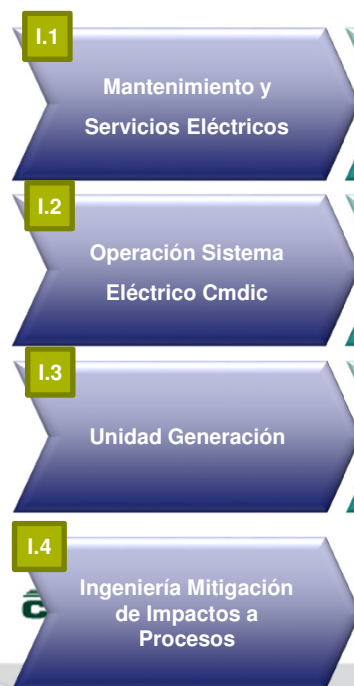 I.1
Mantenimiento y
Servicios Eléctricos
I.2
Operación Sistema
Eléctrico Cmdic
I.3
Unidad Generación
I.4
Ingeniería Mitigación
de Impactos a
Procesos